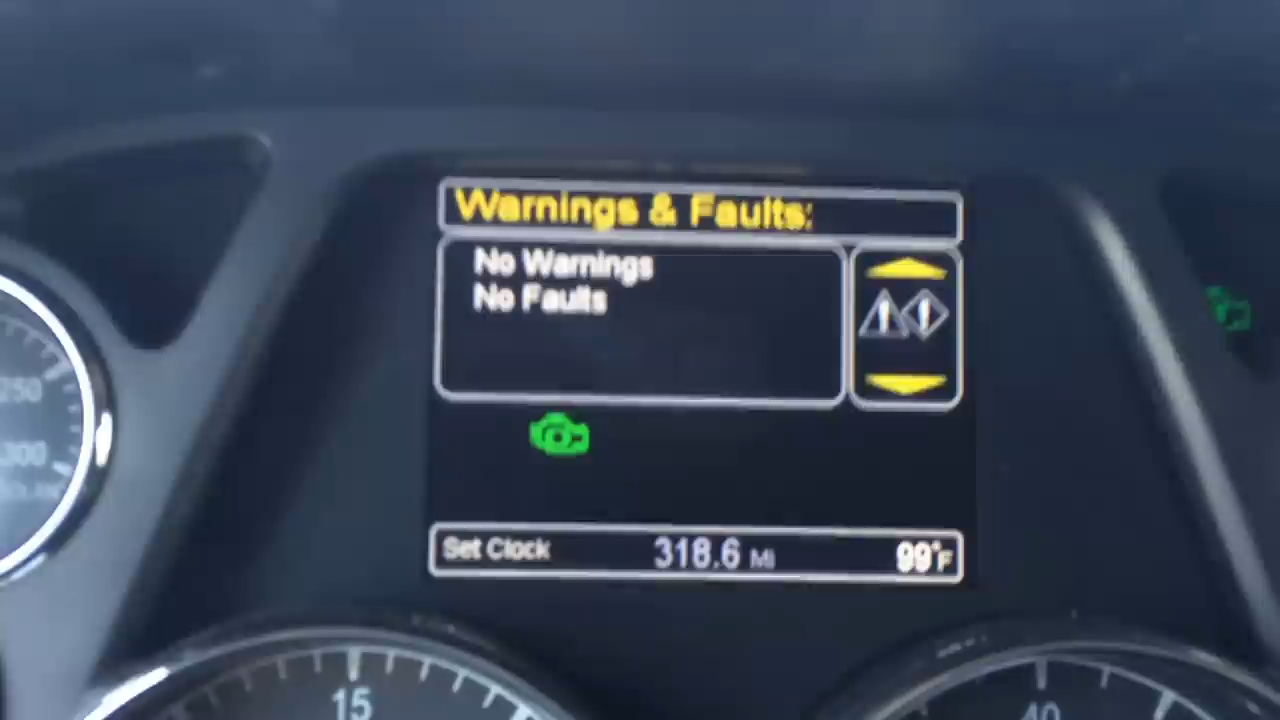 Warnings & Faults:
No Warnings
No Faults
250
300
Set Clock 318.6 Mi 99°F
15
40